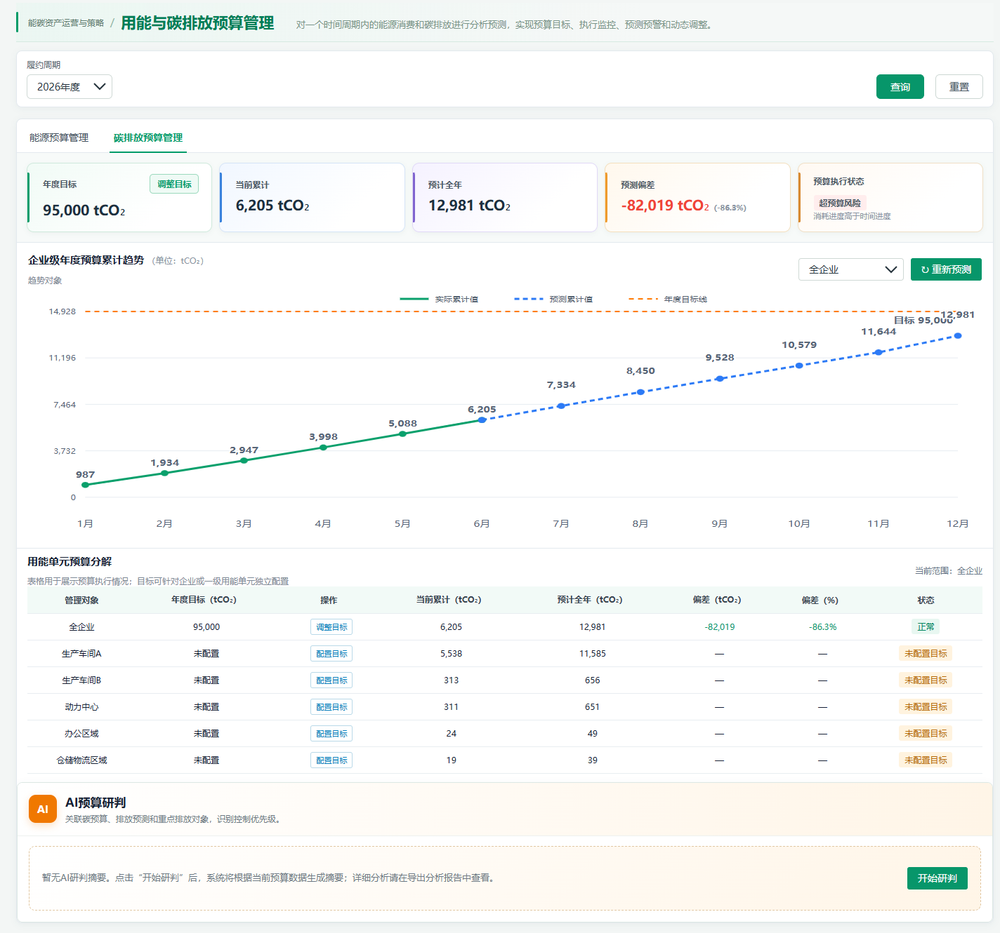 能碳资产运营与策略 / 用能与碳排放预算管理 对一个时间周期内的能源消费和碳排放进行分析预测，实现预算目标、执行监控、预测预警和动态调整。
履约周期
2026年度 查询 重置
能源预算管理 碳排放预算管理
年度目标 调整目标
95,000 tCO₂
当前累计
6,205 tCO₂
预计全年
12,981 tCO₂
预测偏差
-82,019 tCO₂ (-86.3%)
预算执行状态
超预算风险
消耗进度高于时间进度
企业级年度预算累计趋势 （单位：tCO₂）
趋势对象
全企业 ↻ 重新预测
实际累计值 预测累计值 年度目标线
14,928
11,196
7,464
3,732
0
目标 95,000
987 1,934 2,947 3,998 5,088 6,205 7,334 8,450 9,528 10,579 11,644 12,981
1月 2月 3月 4月 5月 6月 7月 8月 9月 10月 11月 12月
用能单元预算分解
表格用于展示预算执行情况；目标可针对企业或一级用能单元独立配置
当前范围：全企业
管理对象 年度目标（tCO₂） 操作 当前累计（tCO₂） 预计全年（tCO₂） 偏差（tCO₂） 偏差（%） 状态
全企业 95,000 调整目标 6,205 12,981 -82,019 -86.3% 正常
生产车间A 未配置 配置目标 5,538 11,585 — — 未配置目标
生产车间B 未配置 配置目标 313 656 — — 未配置目标
动力中心 未配置 配置目标 311 651 — — 未配置目标
办公区域 未配置 配置目标 24 49 — — 未配置目标
仓储物流区域 未配置 配置目标 19 39 — — 未配置目标
AI AI预算研判
关联碳预算、排放预测和重点排放对象，识别控制优先级。
暂无AI研判摘要。点击“开始研判”后，系统将根据当前预算数据生成摘要；详细分析请在导出分析报告中查看。 开始研判